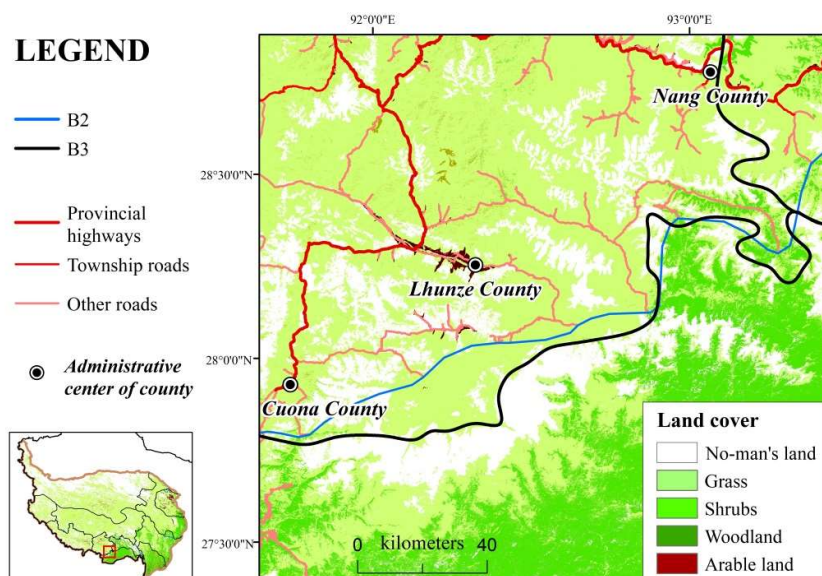 92°0'0"E
93°0'0"E
LEGEND
B2
B3
Provincial
highways
Township roads
Other roads
Administrative
center of county
28°30'0"N
28°0'0"N
27°30'0"N
Nang County
Lhunze County
Cuona County
kilometers
0
40
Land cover
No-man's land
Grass
Shrubs
Woodland
Arable land